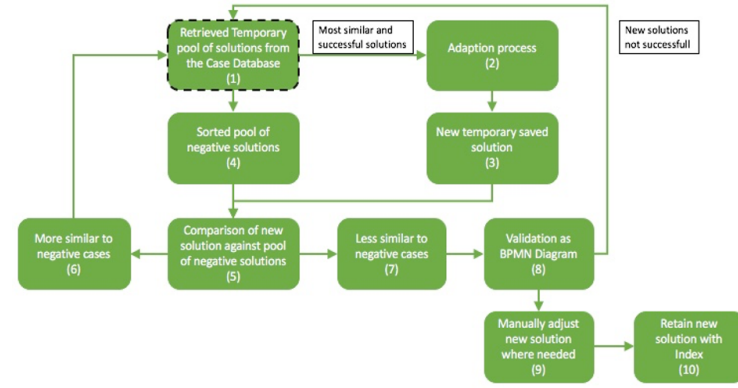 Retrieved Temporary
pool of solutions from
the Case Database
(1)
Most similar and
successful solutions
Adaption process
(2)
New solutions
not successfull
Sorted pool of
negative solutions
(4)
New temporary saved
solution
(3)
More similar to
negative cases
(6)
Comparison of new
solution against pool
of negative solutions
(5)
Less similar to
negative cases
(7)
Validation as
BPMN Diagram
(8)
Manually adjust
new solution
where needed
(9)
Retain new
solution with
Index
(10)